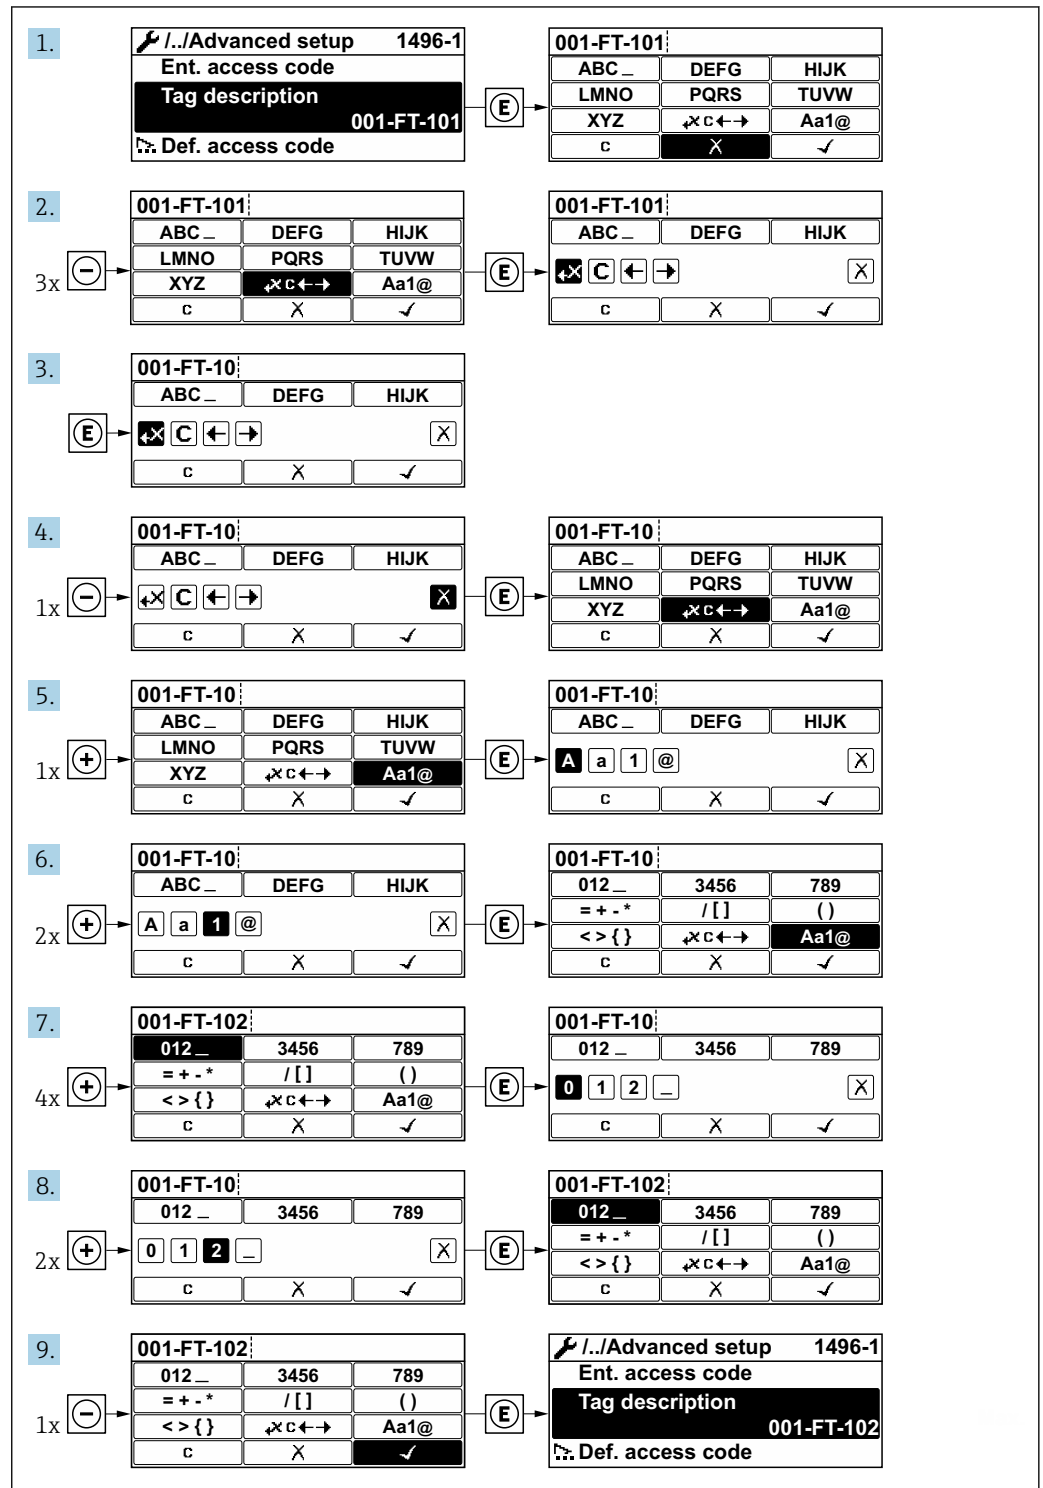 1.
/../Advanced setup 1496-1
Ent. access code
Tag description
001-FT-101
Def. access code
E
001-FT-101
ABC_ DEFG HIJK
LMNO PQRS TUVW
XYZ C Aa1@
C X ✓
2.
3x
001-FT-101
ABC_ DEFG HIJK
LMNO PQRS TUVW
XYZ C Aa1@
C X ✓
E
001-FT-101
ABC_ DEFG HIJK
C ← → X
C X ✓
3.
E
001-FT-10
ABC_ DEFG HIJK
C ← → X
C X ✓
4.
1x
001-FT-10
ABC_ DEFG HIJK
C ← → X
C X ✓
E
001-FT-10
ABC_ DEFG HIJK
LMNO PQRS TUVW
XYZ C Aa1@
C X ✓
5.
1x
001-FT-10
ABC_ DEFG HIJK
LMNO PQRS TUVW
XYZ C Aa1@
C X ✓
E
001-FT-10
ABC_ DEFG HIJK
A a 1 @ X
C X ✓
6.
2x
001-FT-10
ABC_ DEFG HIJK
A a 1 @ X
C X ✓
E
001-FT-10
012_ 3456 789
= + - * / [ ] ( )
< > { } C Aa1@
C X ✓
7.
4x
001-FT-102
012_ 3456 789
= + - * / [ ] ( )
< > { } C Aa1@
C X ✓
E
001-FT-10
012_ 3456 789
0 1 2 _ X
C X ✓
8.
2x
001-FT-10
012_ 3456 789
0 1 2 _ X
C X ✓
E
001-FT-102
012_ 3456 789
= + - * / [ ] ( )
< > { } C Aa1@
C X ✓
9.
1x
001-FT-102
012_ 3456 789
= + - * / [ ] ( )
< > { } C Aa1@
C X ✓
E
/../Advanced setup 1496-1
Ent. access code
Tag description
001-FT-102
Def. access code